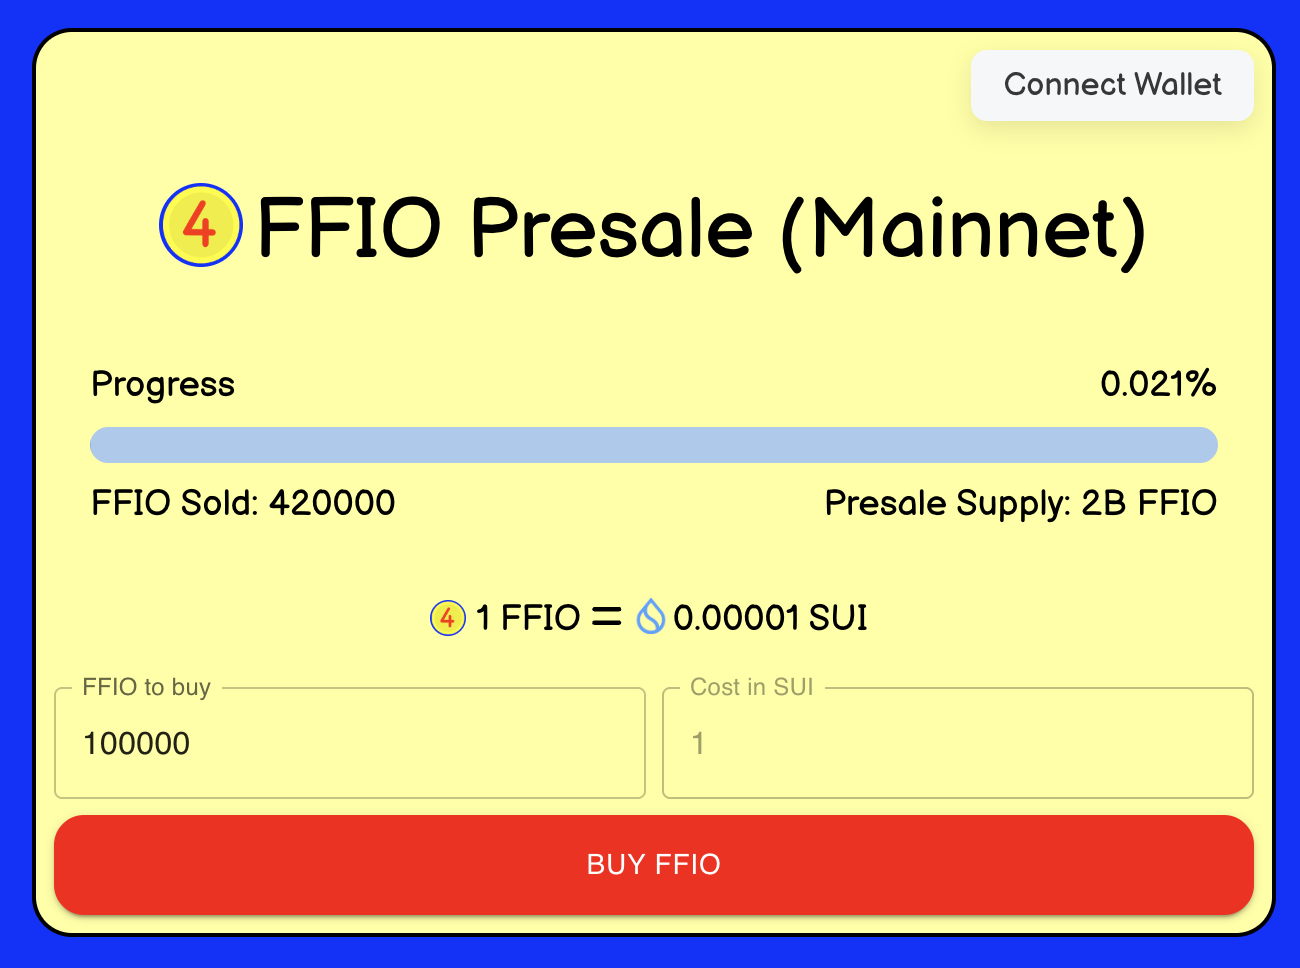 Connect Wallet
4 FFIO Presale (Mainnet)
Progress 0.021%
FFIO Sold: 420000 Presale Supply: 2B FFIO
4 1 FFIO = 0.00001 SUI
FFIO to buy Cost in SUI
100000 1
BUY FFIO